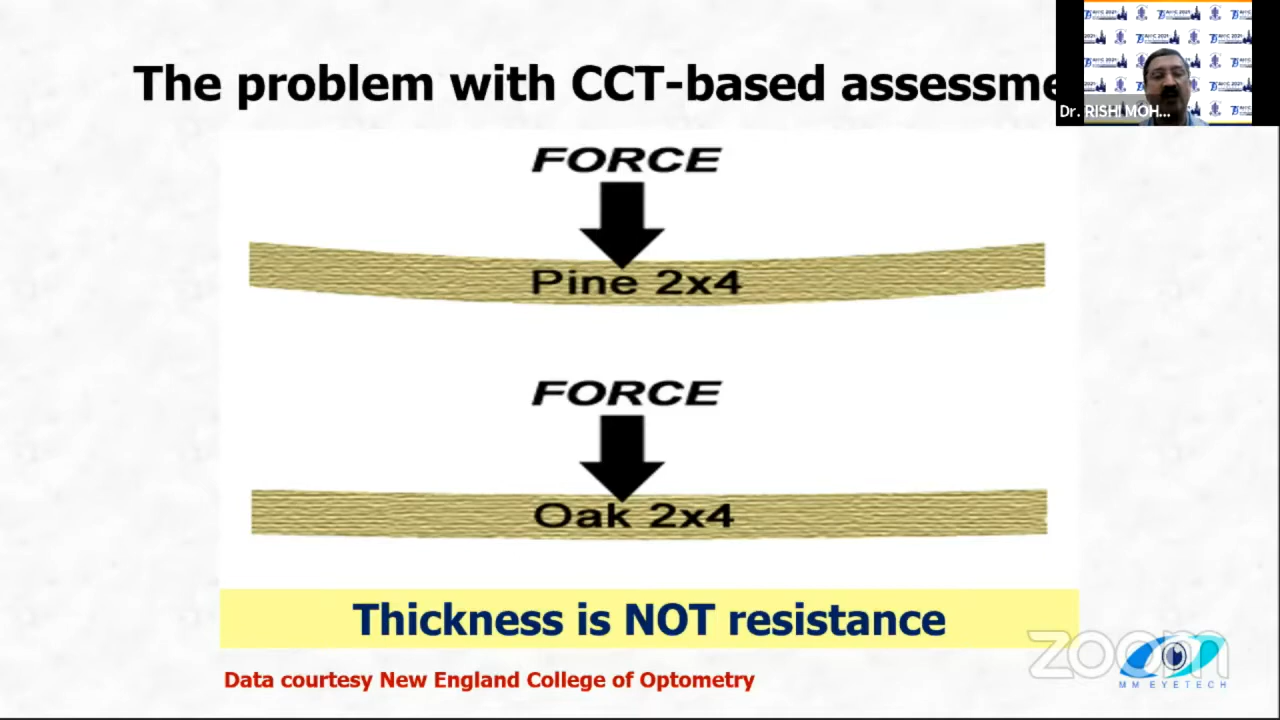 The problem with CCT-based assessme
Dr. RISHI MOH...
FORCE
Pine 2x4
FORCE
Oak 2x4
Thickness is NOT resistance
zoom
MM EYETECH
Data courtesy New England College of Optometry